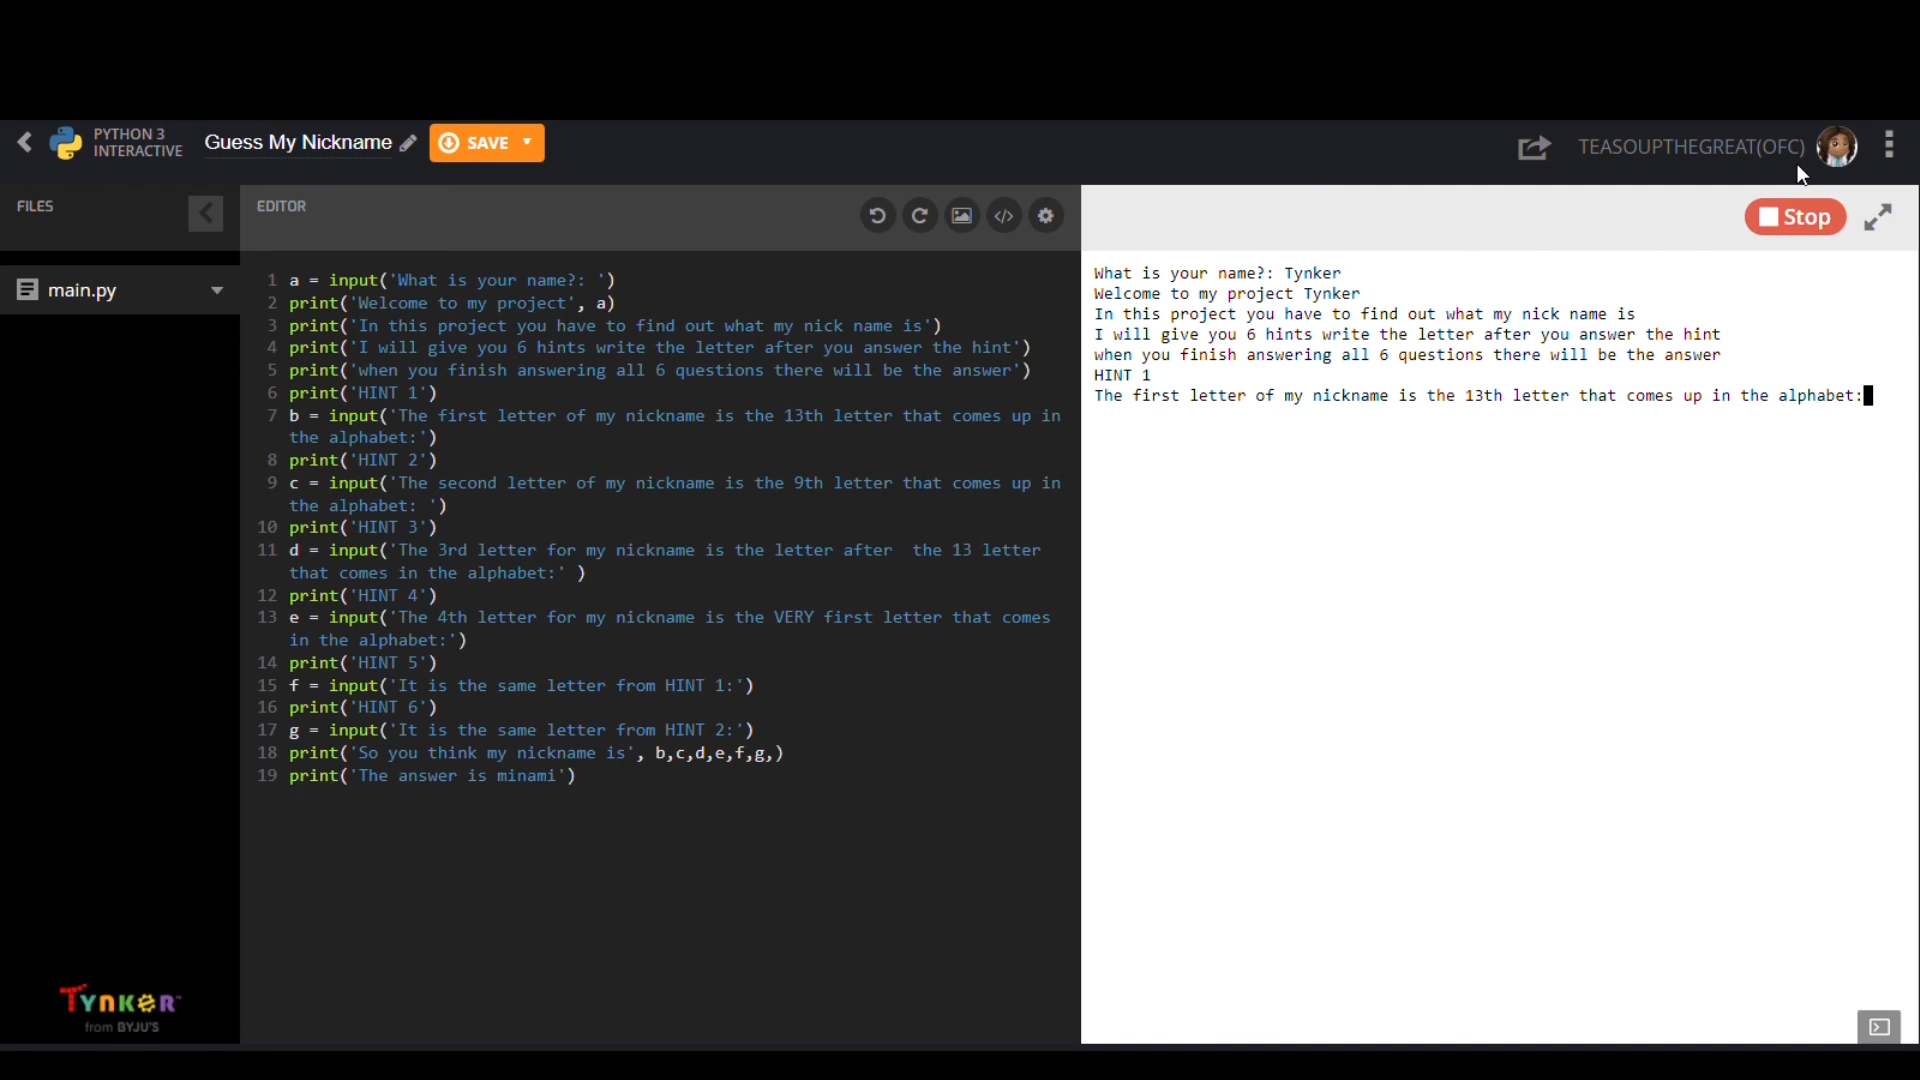 PYTHON 3
INTERACTIVE
Guess My Nickname
SAVE
TEASOUPTHEGREAT(OFC)
FILES
EDITOR
Stop
main.py
1 a = input('What is your name?: ')
2 print('Welcome to my project', a)
3 print('In this project you have to find out what my nick name is')
4 print('I will give you 6 hints write the letter after you answer the hint')
5 print('when you finish answering all 6 questions there will be the answer')
6 print('HINT 1')
7 b = input('The first letter of my nickname is the 13th letter that comes up in
the alphabet:')
8 print('HINT 2')
9 c = input('The second letter of my nickname is the 9th letter that comes up in
the alphabet: ')
10 print('HINT 3')
11 d = input('The 3rd letter for my nickname is the letter after  the 13 letter
that comes in the alphabet:' )
12 print('HINT 4')
13 e = input('The 4th letter for my nickname is the VERY first letter that comes
in the alphabet:')
14 print('HINT 5')
15 f = input('It is the same letter from HINT 1:')
16 print('HINT 6')
17 g = input('It is the same letter from HINT 2:')
18 print('So you think my nickname is', b,c,d,e,f,g,)
19 print('The answer is minami')
What is your name?: Tynker
Welcome to my project Tynker
In this project you have to find out what my nick name is
I will give you 6 hints write the letter after you answer the hint
when you finish answering all 6 questions there will be the answer
HINT 1
The first letter of my nickname is the 13th letter that comes up in the alphabet:
TYNKER™
from BYJU'S